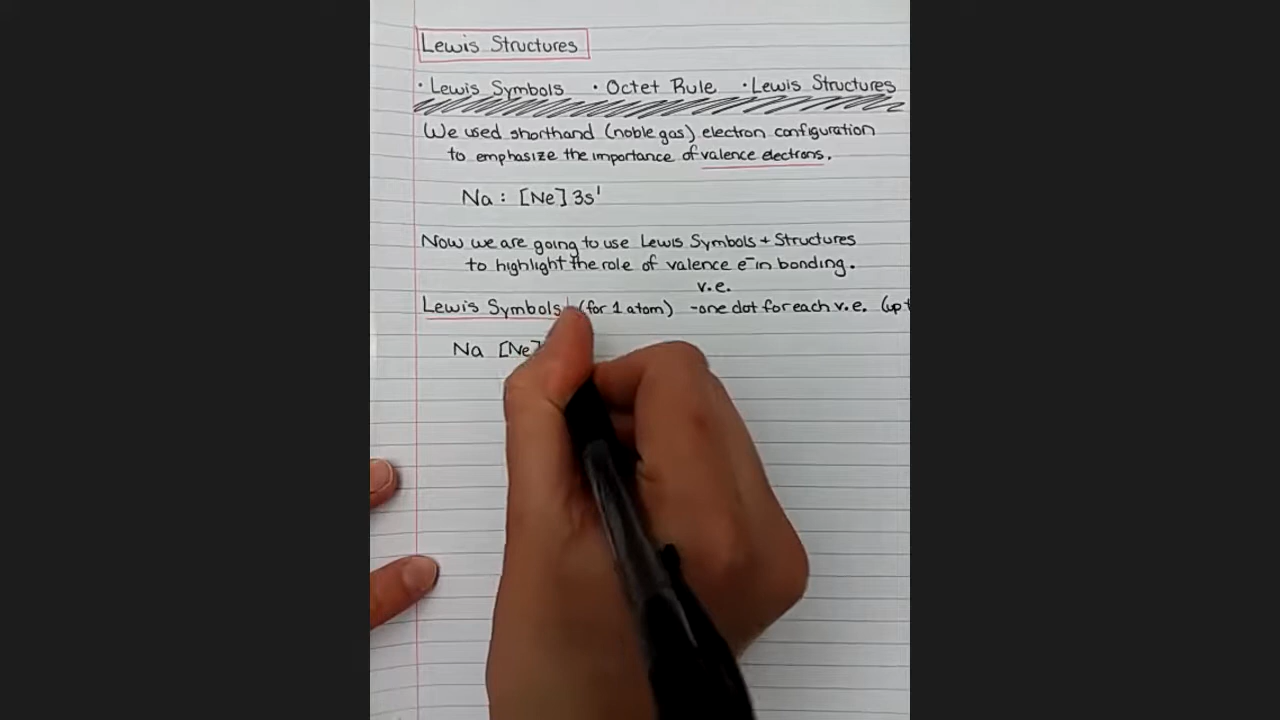 Lewis Structures
· Lewis Symbols · Octet Rule · Lewis Structures
We used shorthand (noble gas) electron configuration
to emphasize the importance of valence electrons.
Na: [Ne] 3s¹
Now we are going to use Lewis Symbols + Structures
to highlight the role of valence e⁻ in bonding.
v.e.
Lewis Symbols (for 1 atom) - one dot for each v.e. (up
Na [Ne]